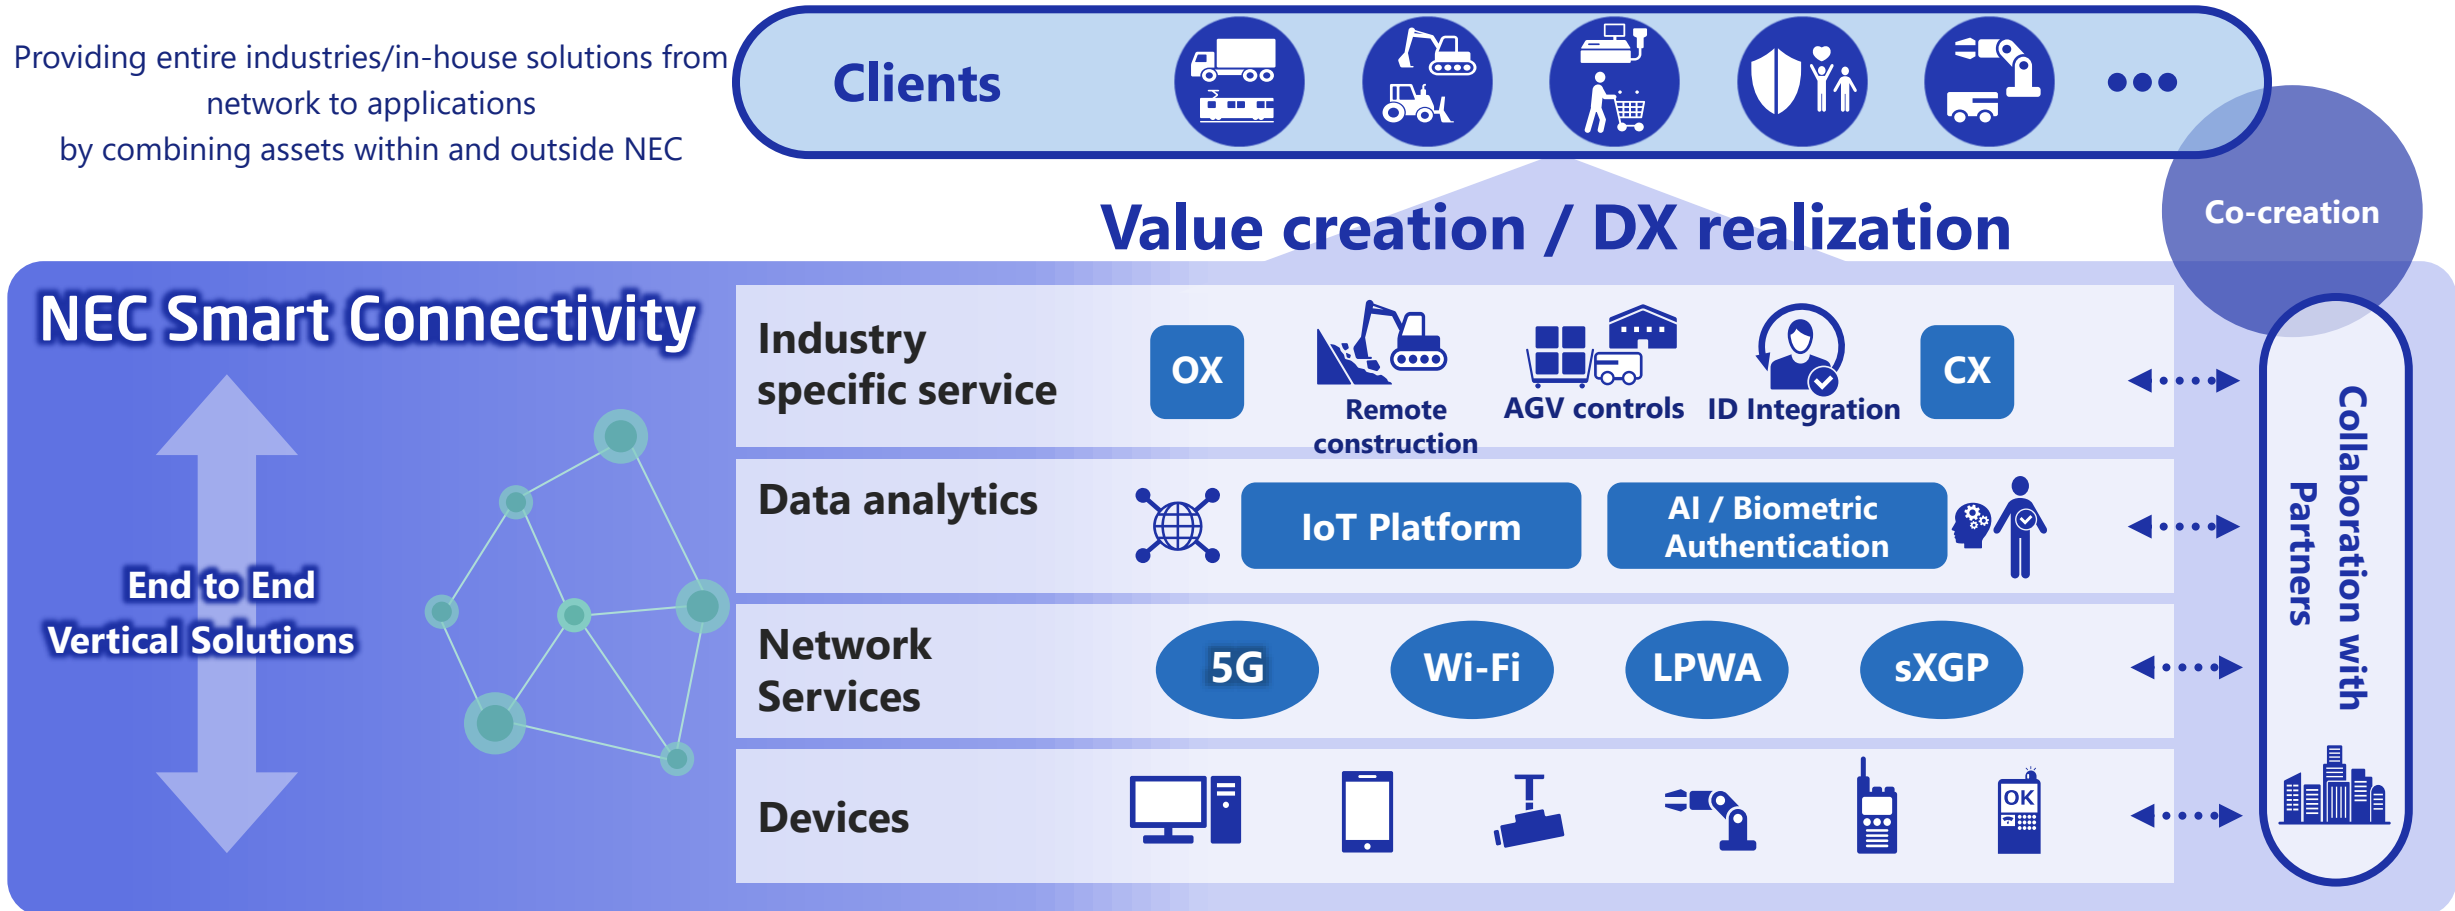 Providing entire industries/in-house solutions from
network to applications
by combining assets within and outside NEC
Clients
Co-creation
Value creation / DX realization
NEC Smart Connectivity
End to End
Vertical Solutions
Industry
specific service
OX
Remote
construction
AGV controls
ID Integration
CX
Data analytics
IoT Platform
AI / Biometric
Authentication
Network
Services
5G
Wi-Fi
LPWA
sXGP
Devices
OK
Collaboration with
Partners